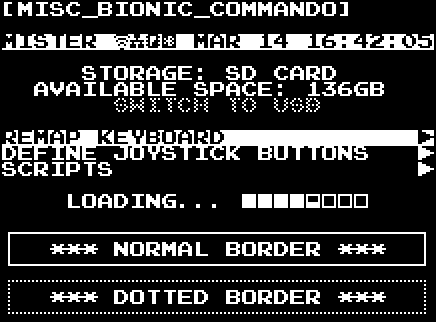 [MISC_BIONIC_COMMANDO]
MISTER MAR 14 16:42:05
STORAGE: SD CARD
AVAILABLE SPACE: 136GB
SWITCH TO USB
REMAP KEYBOARD
DEFINE JOYSTICK BUTTONS
SCRIPTS
LOADING...
*** NORMAL BORDER ***
*** DOTTED BORDER ***